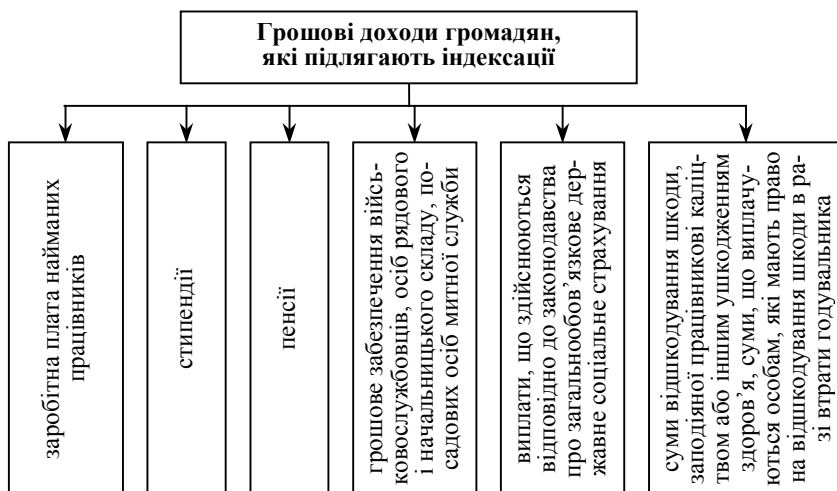 Грошові доходи громадян,
які підлягають індексації
заробітна плата найманих
працівників
стипендії
пенсії
грошове забезпечення війсь-
ковослужбовців, осіб рядового
і начальницького складу, по-
садових осіб митної служби
виплати, що здійснюються
відповідно до законодавства
про загальнообов’язкове дер-
жавне соціальне страхування
суми відшкодування шкоди,
заподіяної працівникові каліц-
твом або іншим ушкодженням
здоров’я, суми, що виплачу-
ються особам, які мають право
на відшкодування шкоди в ра-
зі втрати годувальника